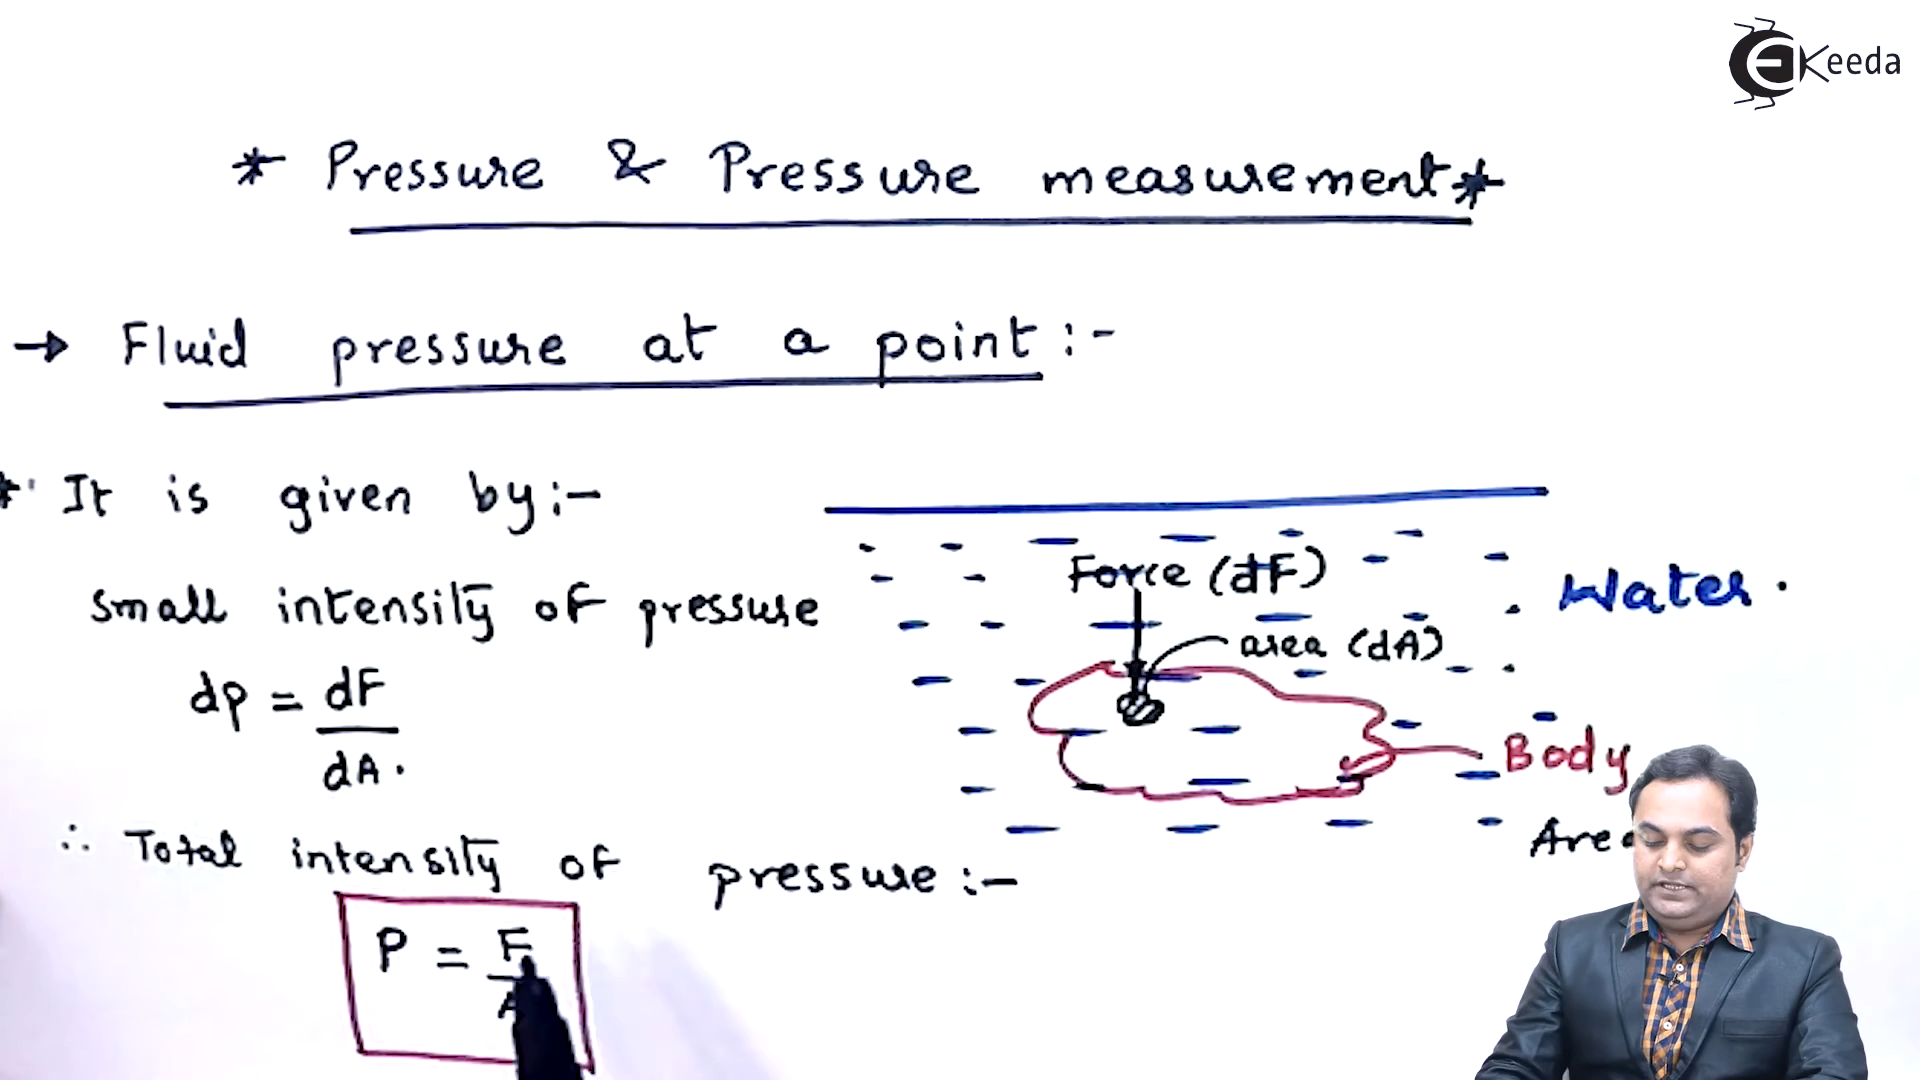 Keeda
* Pressure & Pressure measurement *
→ Fluid pressure at a point :-
* It is given by:-
small intensity of pressure
dp = dF
dA.
∴ Total intensity of pressure :-
P = F
A
Force (dF)
area (dA)
Water.
Body